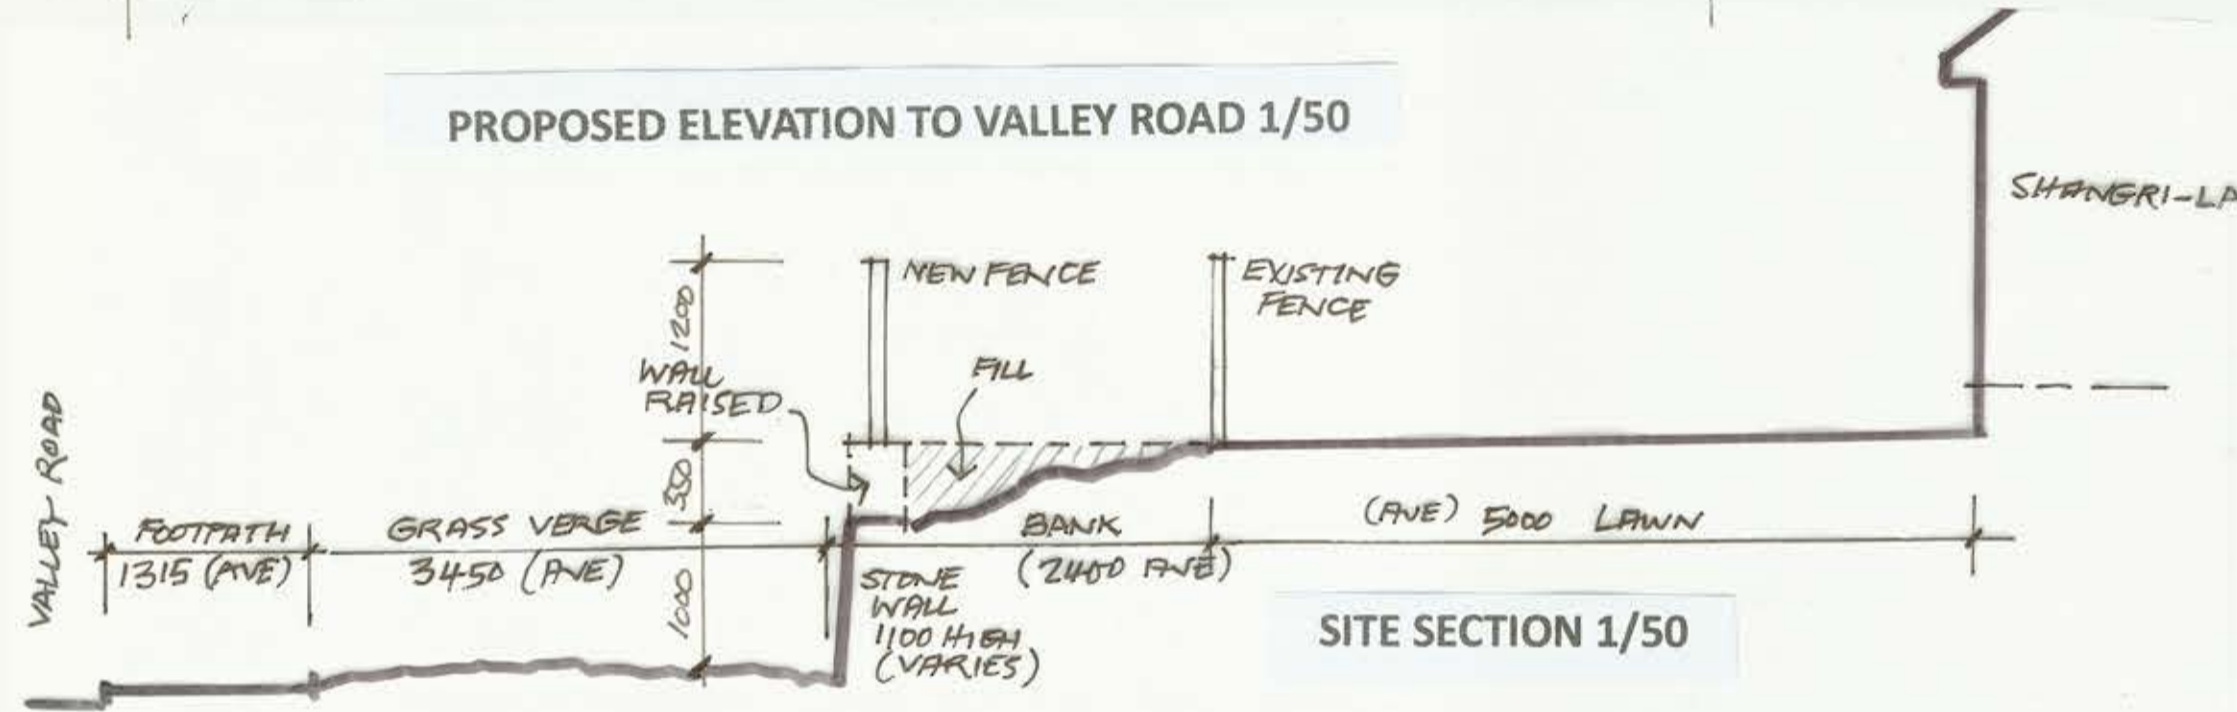 PROPOSED ELEVATION TO VALLEY ROAD 1/50
SHANGRI-LA
NEW FENCE
EXISTING
FENCE
1200
WALL
RAISED
FILL
VALLEY ROAD
550
FOOTPATH
1315 (AVE)
GRASS VERGE
3450 (AVE)
1000
BANK
(2400 AVE)
(AVE) 5000 LAWN
STONE
WALL
1100 HIGH
(VARIES)
SITE SECTION 1/50